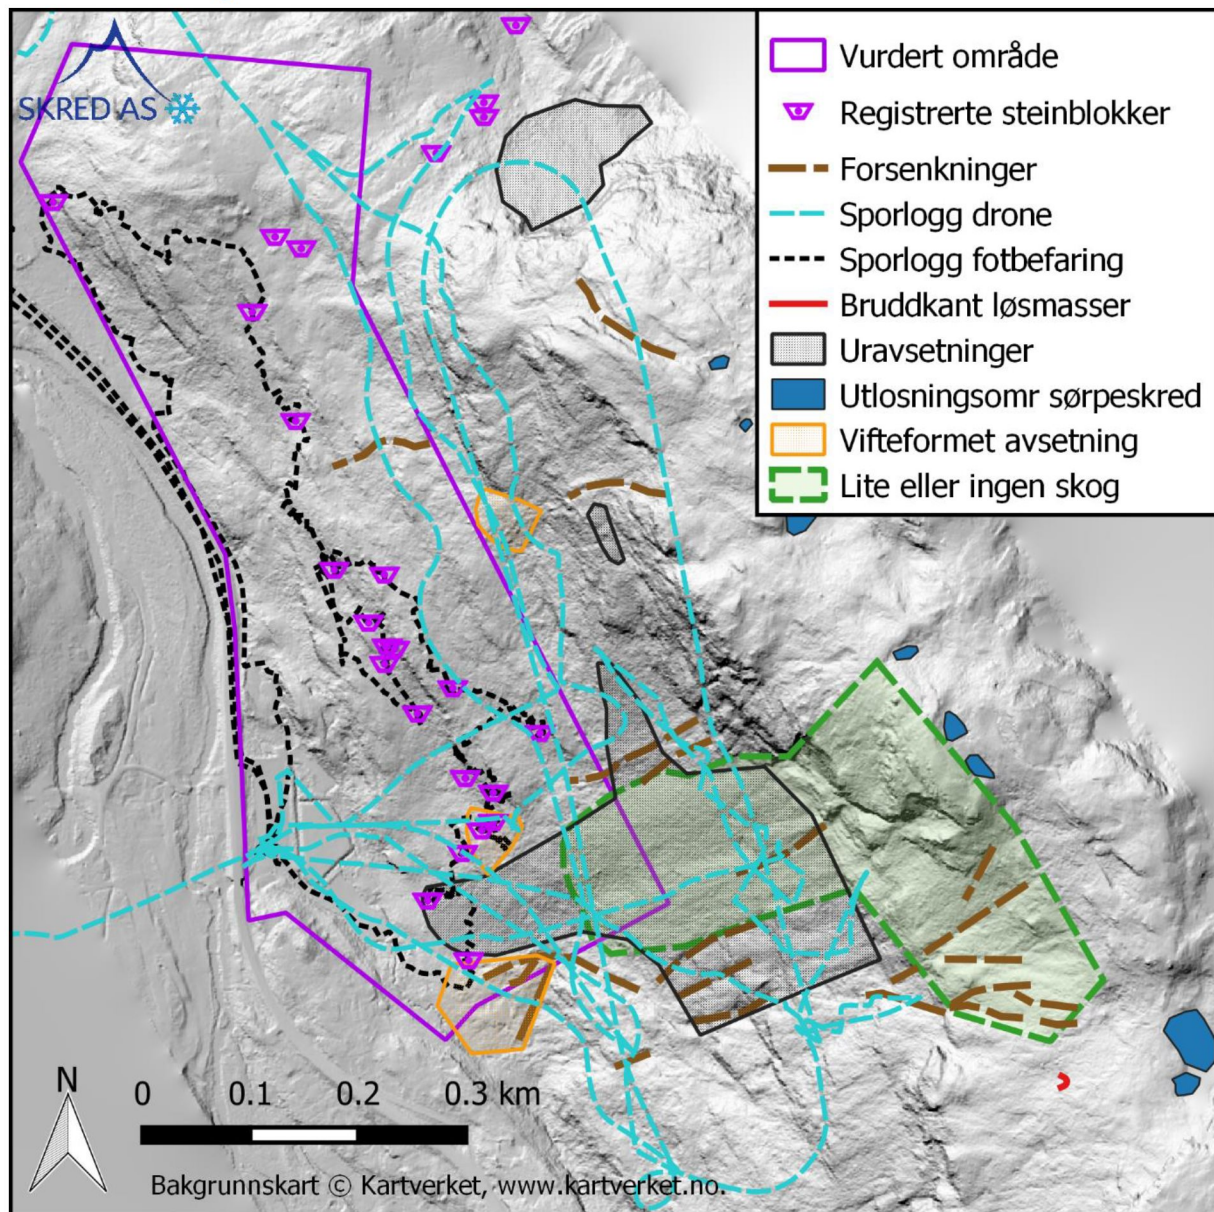 SKRED AS
Vurdert område
Registrerte steinblokker
Forsenkninger
Sporlogg drone
Sporlogg fotbefaring
Bruddkant løsmasser
Uravsetninger
Utlosningsomr sørpeskred
Vifteformet avsetning
Lite eller ingen skog
N
0 0.1 0.2 0.3 km
Bakgrunnskart © Kartverket, www.kartverket.no.